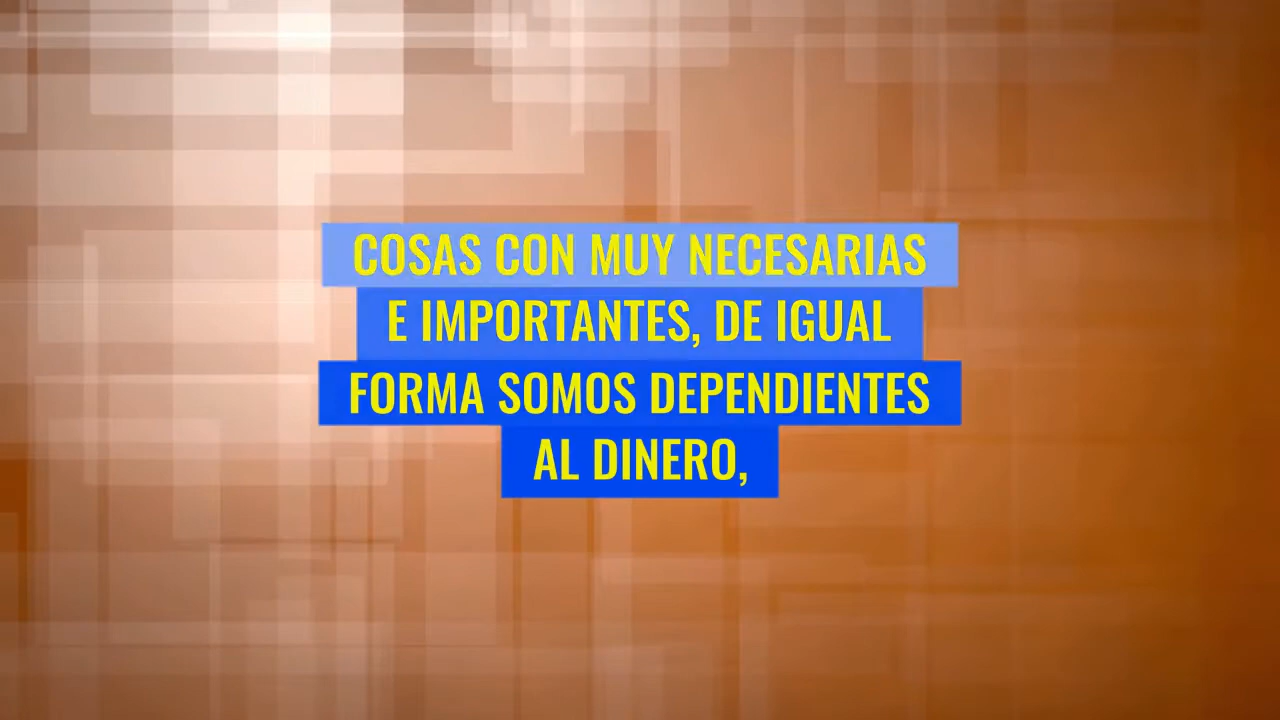 COSAS CON MUY NECESARIAS
E IMPORTANTES, DE IGUAL
FORMA SOMOS DEPENDIENTES
AL DINERO,